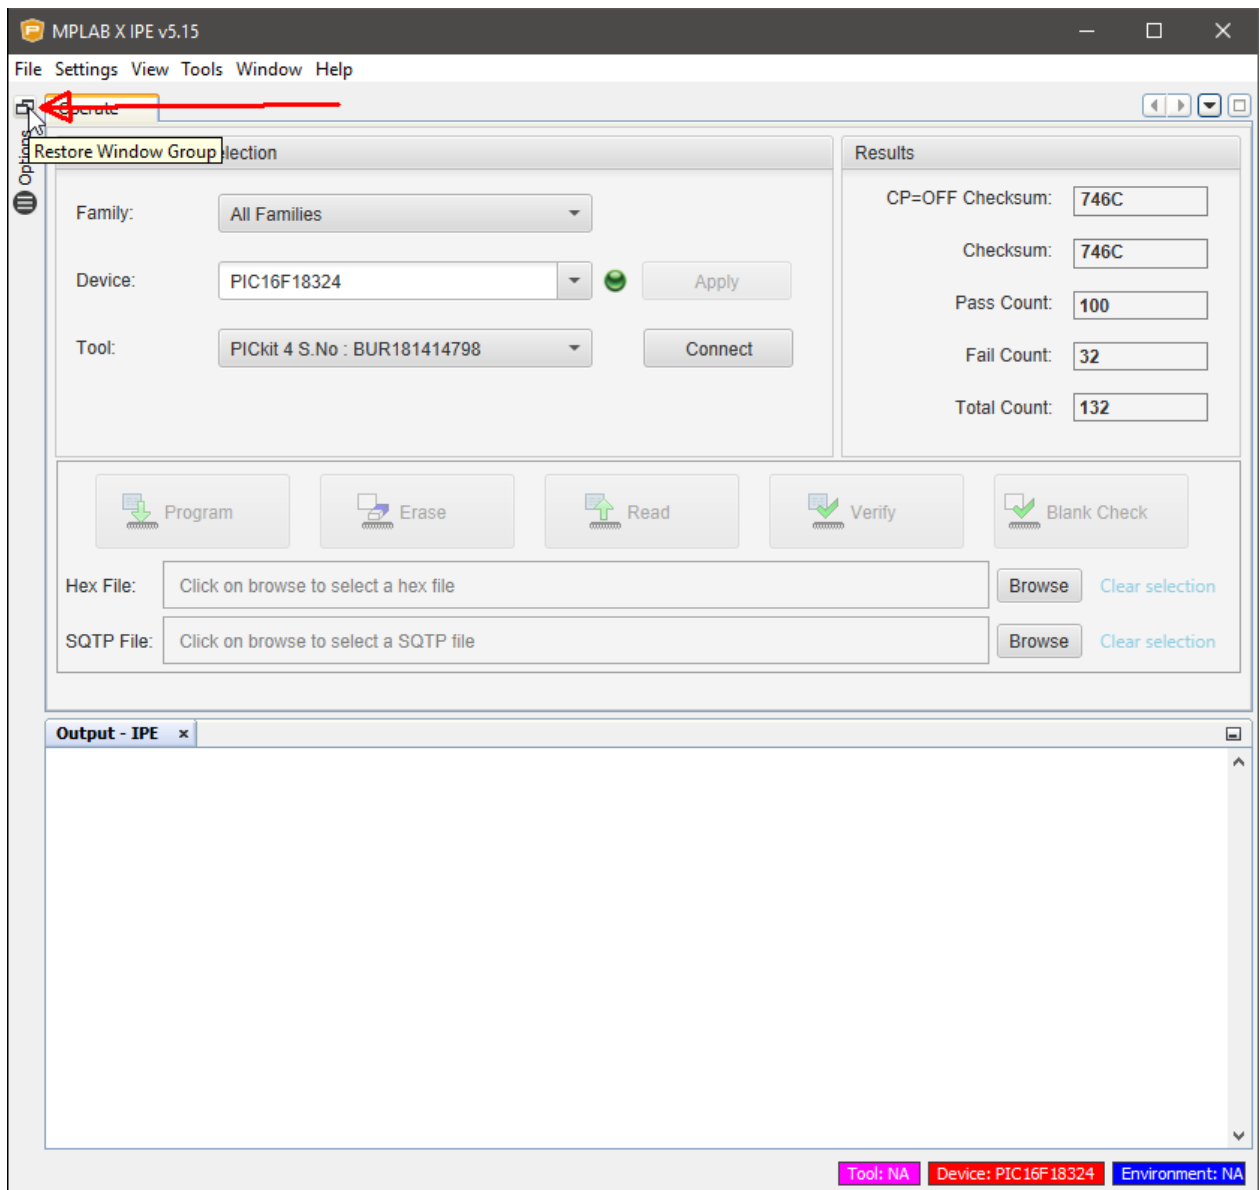 MPLAB X IPE v5.15
File Settings View Tools Window Help
Operate
Restore Window Group
Options
lection
Family:
All Families
Device:
PIC16F18324
Apply
Tool:
PICkit 4 S.No : BUR181414798
Connect
Results
CP=OFF Checksum: 746C
Checksum: 746C
Pass Count: 100
Fail Count: 32
Total Count: 132
Program Erase Read Verify Blank Check
Hex File: Click on browse to select a hex file Browse Clear selection
SQTP File: Click on browse to select a SQTP file Browse Clear selection
Output - IPE
Tool: NA Device: PIC16F18324 Environment: NA